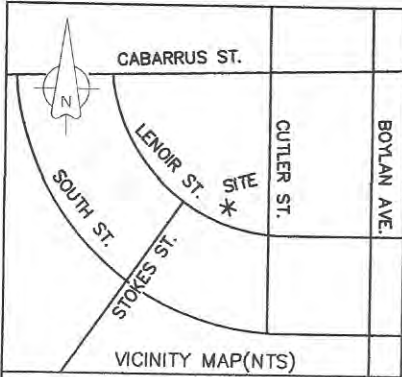 CABARRUS ST.
N
LENOIR ST.
SITE
CUTLER ST.
BOYLAN AVE.
SOUTH ST.
STOKES ST.
VICINITY MAP(NTS)